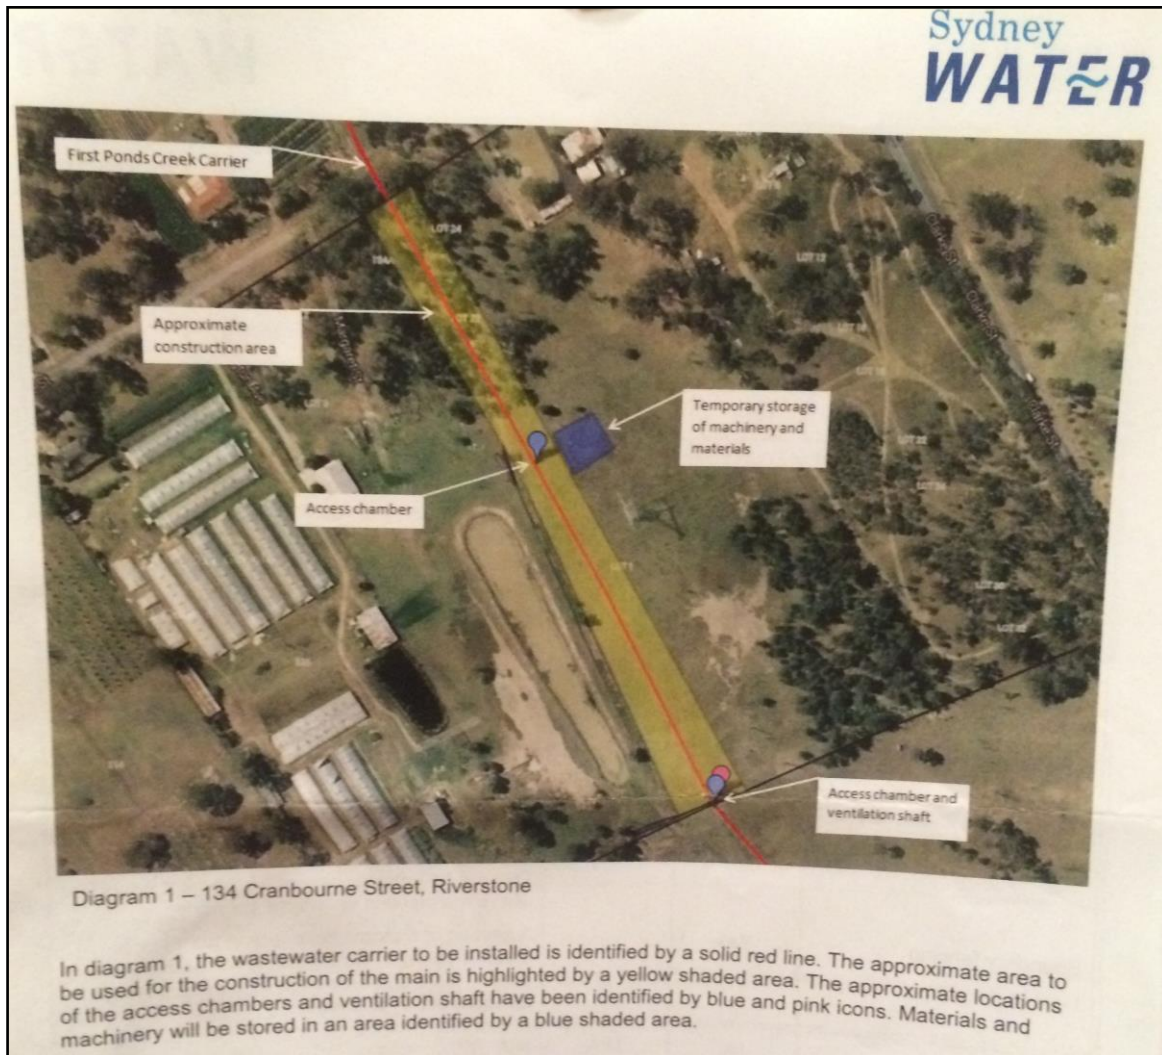 Sydney
WATER
First Ponds Creek Carrier
LOT 24
LOT 13
Approximate
construction area
Temporary storage
of machinery and
materials
Access chamber
Access chamber and
ventilation shaft
Diagram 1 – 134 Cranbourne Street, Riverstone
In diagram 1, the wastewater carrier to be installed is identified by a solid red line. The approximate area to
be used for the construction of the main is highlighted by a yellow shaded area. The approximate locations
of the access chambers and ventilation shaft have been identified by blue and pink icons. Materials and
machinery will be stored in an area identified by a blue shaded area.